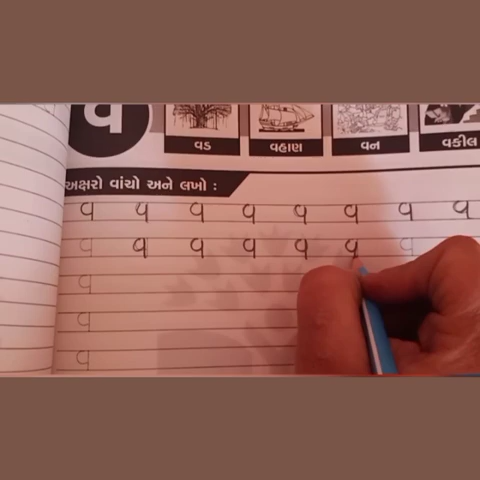 વ
વડ વહાણ વન વકીલ
અક્ષરો વાંચો અને લખો :
વ વ વ વ વ વ વ વ
વ વ વ વ વ વ વ
વ
વ
વ